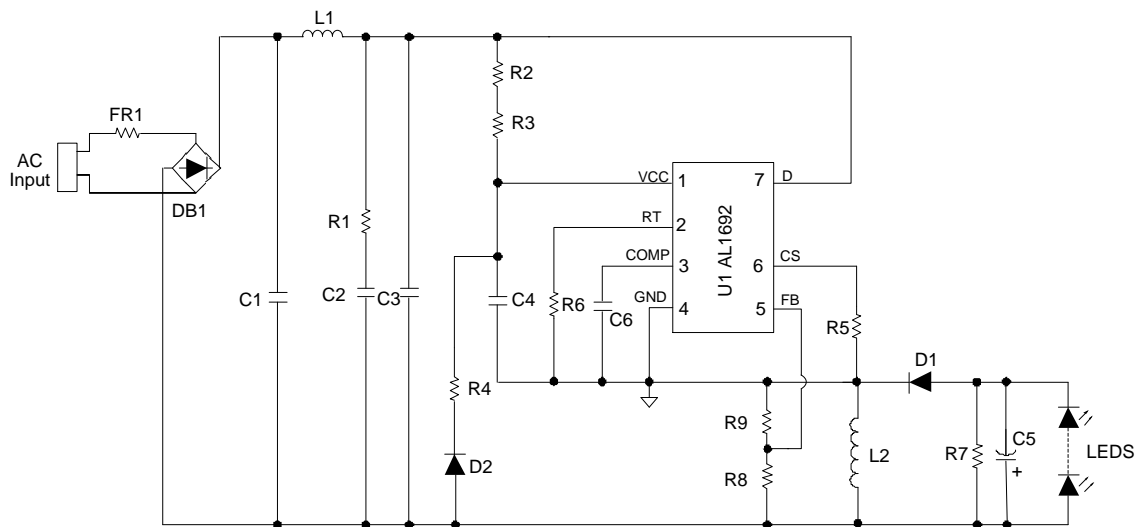 L1
FR1
AC
Input
DB1
R1
C1
C2
C3
R2
R3
VCC
RT
COMP
GND
1
2
3
4
U1 AL1692
7
6
5
D
CS
FB
C4
R6
C6
R5
R4
D2
D1
R9
R8
L2
R7
C5
+
LEDS